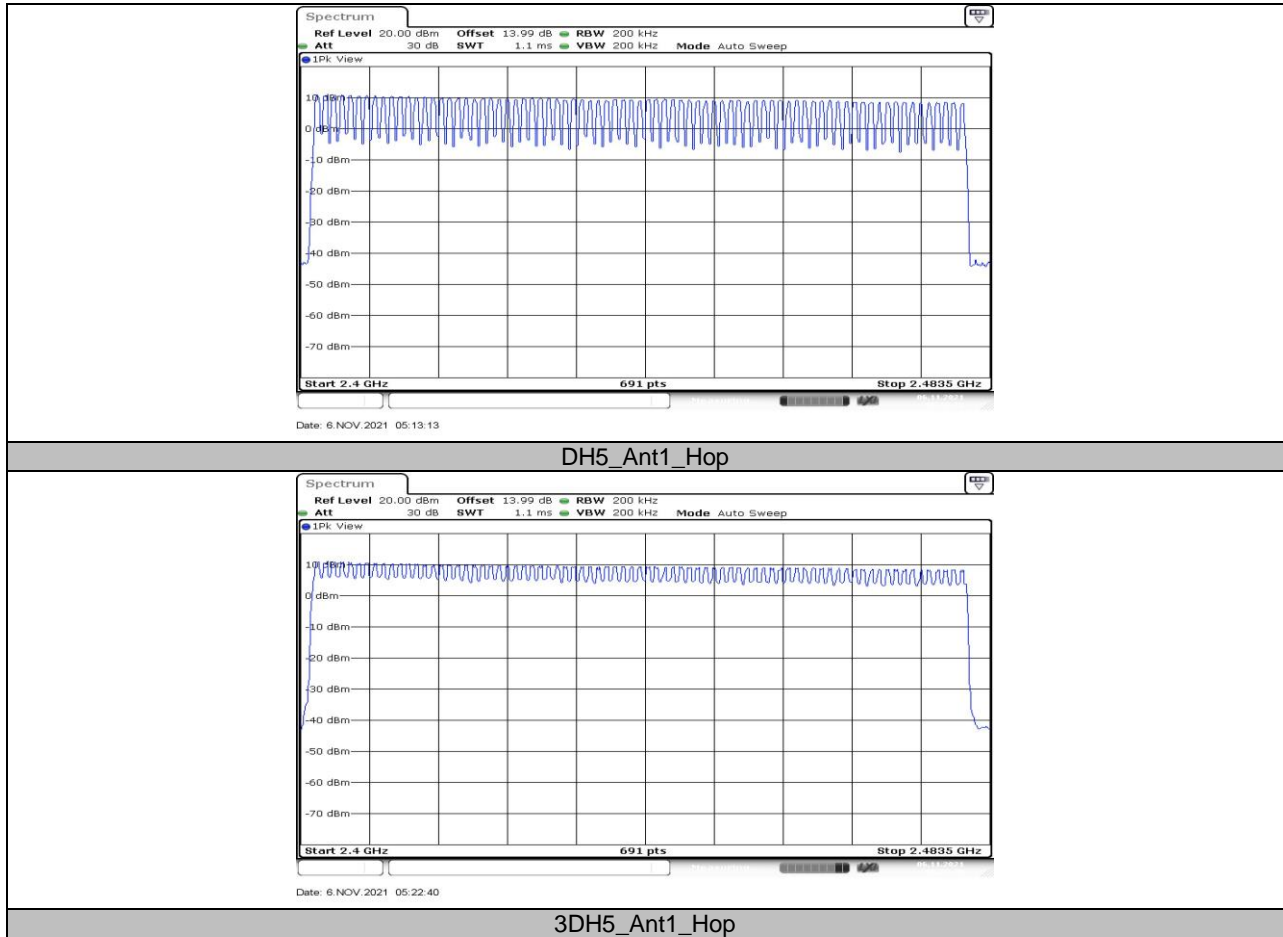 Spectrum
Ref Level 20.00 dBm Offset 13.99 dB RBW 200 kHz
Att 30 dB SWT 1.1 ms VBW 200 kHz Mode Auto Sweep
1Pk View
10 dBm
0 dBm
-10 dBm
-20 dBm
-30 dBm
-40 dBm
-50 dBm
-60 dBm
-70 dBm
Start 2.4 GHz 691 pts Stop 2.4835 GHz
Date: 6.NOV.2021 05:13:13
DH5_Ant1_Hop
Spectrum
Ref Level 20.00 dBm Offset 13.99 dB RBW 200 kHz
Att 30 dB SWT 1.1 ms VBW 200 kHz Mode Auto Sweep
1Pk View
10 dBm
0 dBm
-10 dBm
-20 dBm
-30 dBm
-40 dBm
-50 dBm
-60 dBm
-70 dBm
Start 2.4 GHz 691 pts Stop 2.4835 GHz
Date: 6.NOV.2021 05:22:40
3DH5_Ant1_Hop